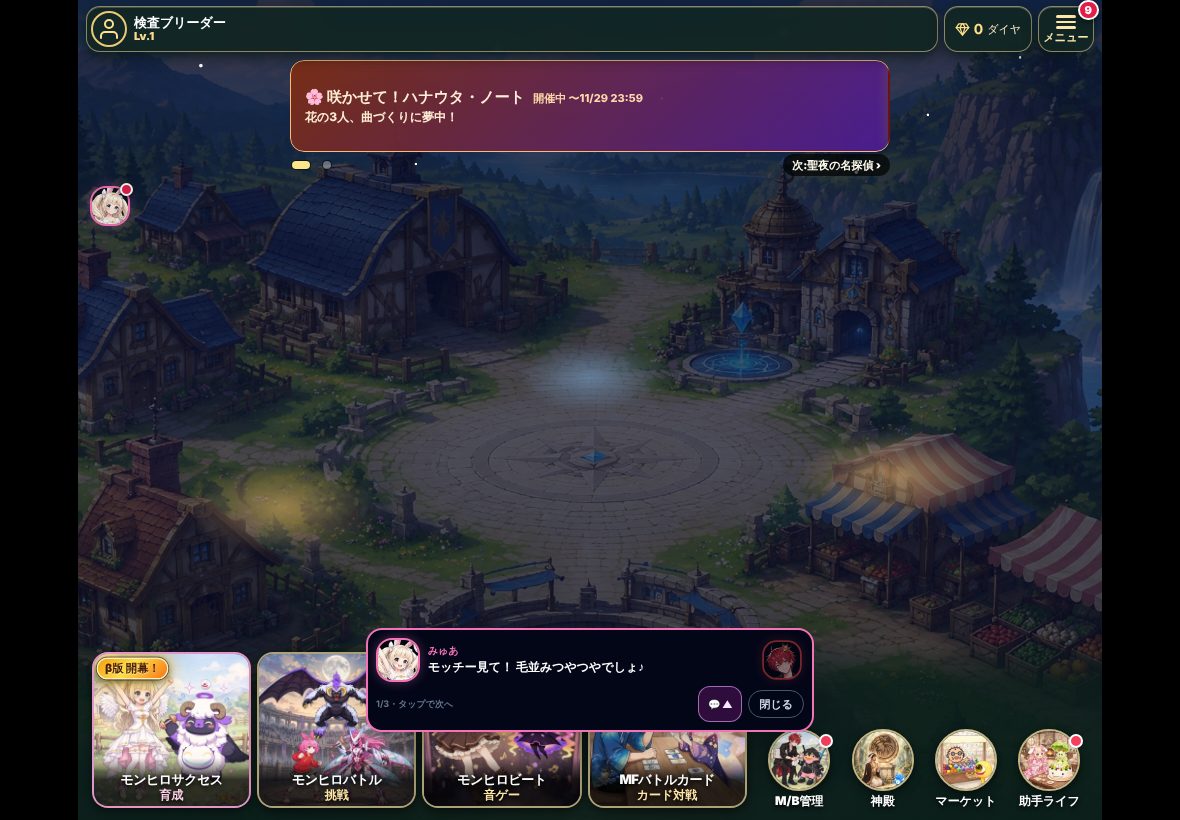 検査ブリーダー
Lv.1
0 ダイヤ
9
メニュー
🌸 咲かせて！ハナウタ・ノート 開催中 〜11/29 23:59
花の3人、曲づくりに夢中！
次:聖夜の名探偵 ›
みゅあ
モッチー見て！ 毛並みつやつやでしょ♪
1/3・タップで次へ
💬▲
閉じる
β版 開幕！
モンヒロサクセス
育成
モンヒロバトル
挑戦
モンヒロビート
音ゲー
MFバトルカード
カード対戦
M/B管理
神殿
マーケット
助手ライフ